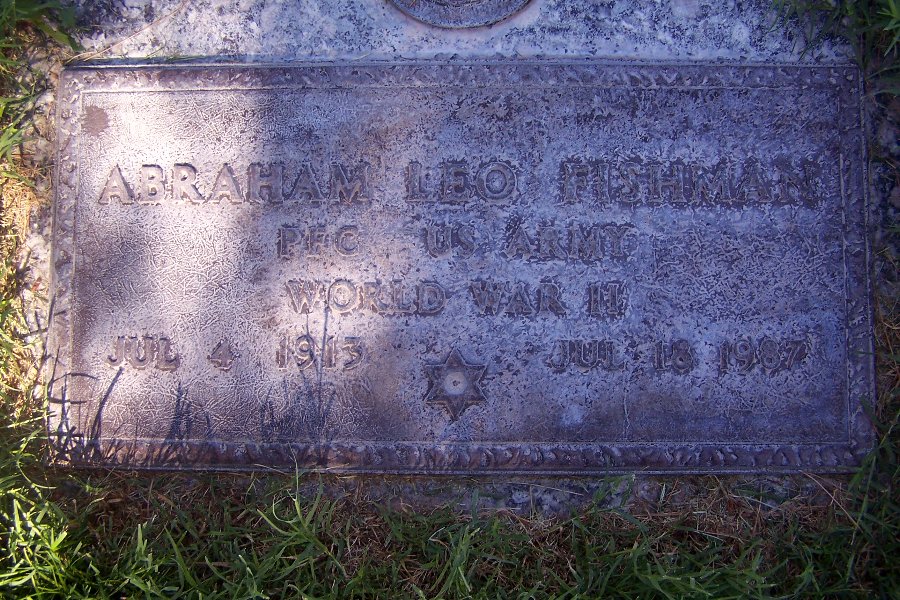 ABRAHAM LEO FISHMAN
PFC US ARMY
WORLD WAR II
JUL 4 1913 JUL 18 1987